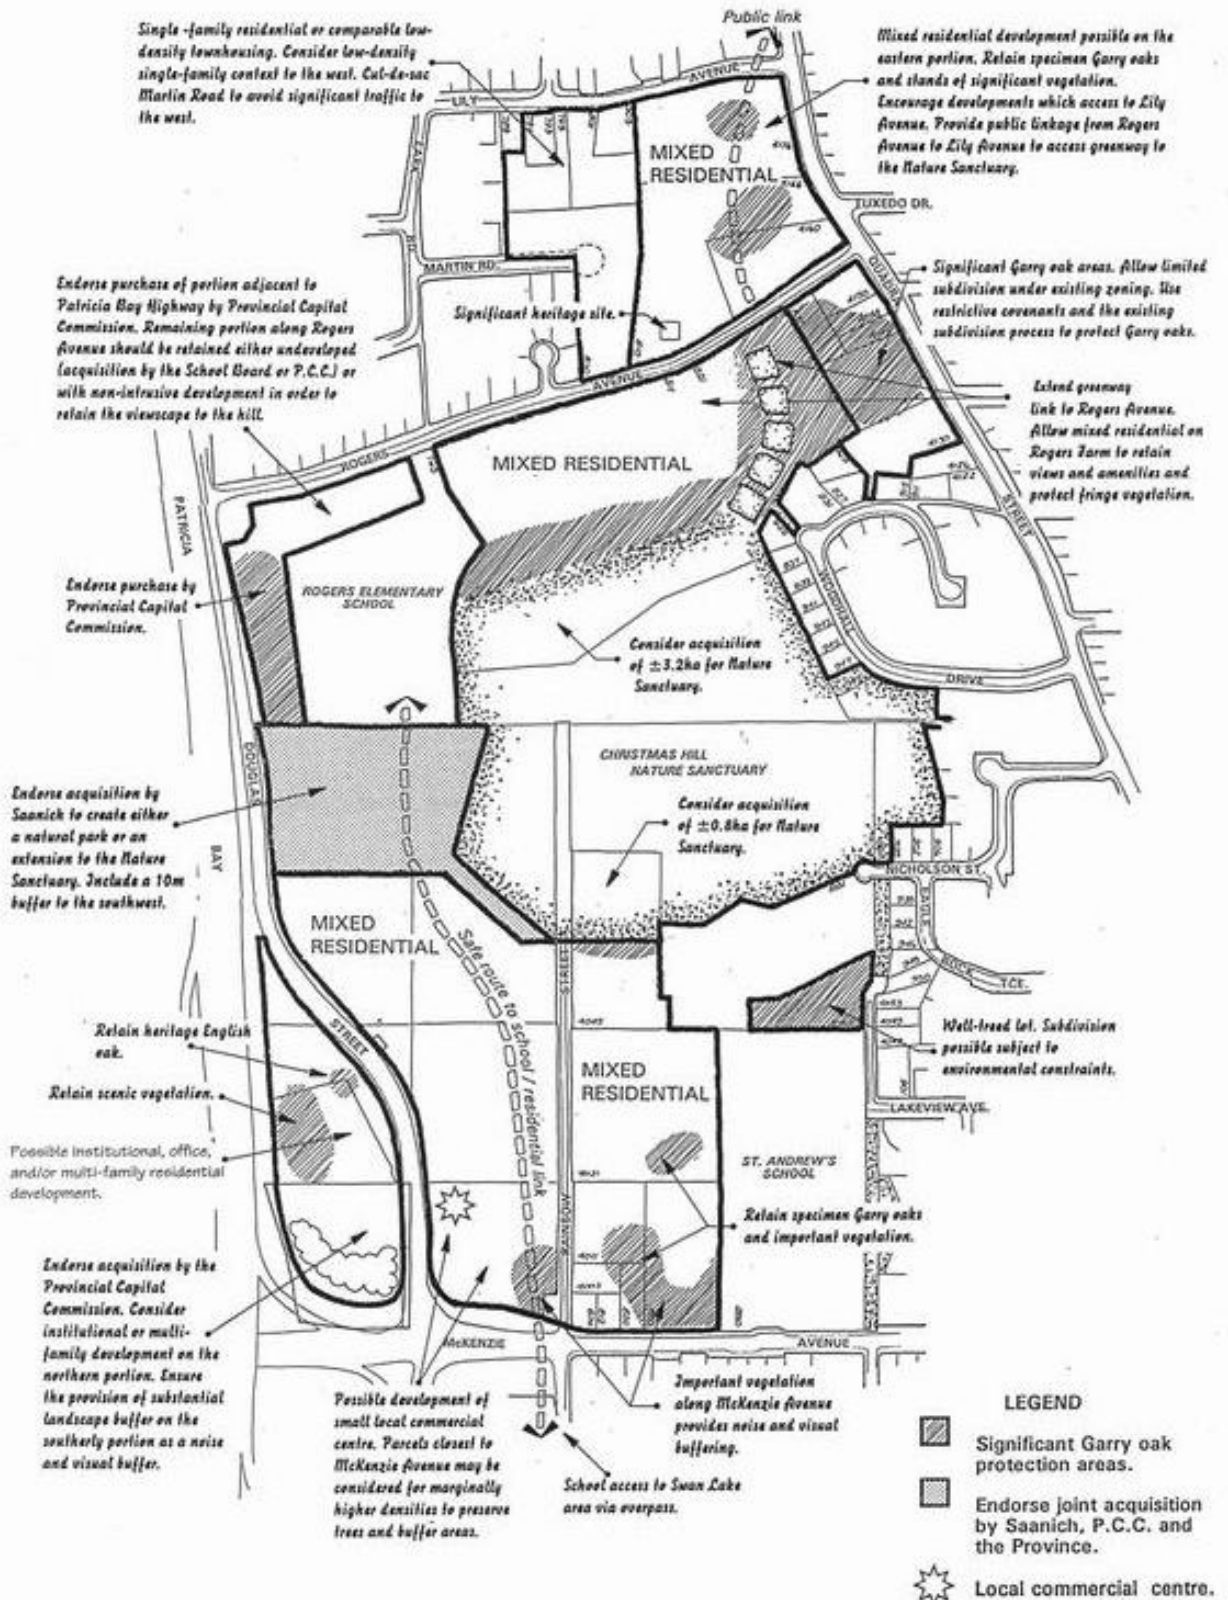 Public link
Single-family residential or comparable low-
density townhousing. Consider low-density
single-family context to the west. Cul-de-sac
Martin Road to avoid significant traffic to
the west.
Mixed residential development possible on the
eastern portion. Retain specimen Garry oaks
and stands of significant vegetation.
Encourage developments which access to Lily
Avenue. Provide public linkage from Rogers
Avenue to Lily Avenue to access greenway to
the Nature Sanctuary.
LILY
AVENUE
MIXED
RESIDENTIAL
4160
TUXEDO DR.
MARTIN RD.
QUADRA
STREET
Significant Garry oak areas. Allow limited
subdivision under existing zoning. Use
restrictive covenants and the existing
subdivision process to protect Garry oaks.
Endorse purchase of portion adjacent to
Patricia Bay Highway by Provincial Capital
Commission. Remaining portion along Rogers
Avenue should be retained either undeveloped
(acquisition by the School Board or P.C.C.) or
with non-intrusive development in order to
retain the viewscape to the hill.
Significant heritage site.
AVENUE
Extend greenway
link to Rogers Avenue.
Allow mixed residential on
Rogers Farm to retain
views and amenities and
protect fringe vegetation.
ROGERS
MIXED RESIDENTIAL
PATRICIA
BAY
ROGERS ELEMENTARY
SCHOOL
Endorse purchase by
Provincial Capital
Commission.
WOODHALL
DRIVE
Consider acquisition
of ±3.2ha for Nature
Sanctuary.
CHRISTMAS HILL
NATURE SANCTUARY
DOUGLAS
STREET
Consider acquisition
of ±0.8ha for Nature
Sanctuary.
Endorse acquisition by
Saanich to create either
a natural park or an
extension to the Nature
Sanctuary. Include a 10m
buffer to the southwest.
NICHOLSON ST.
EAGLE
ROCK
TCE.
MIXED
RESIDENTIAL
Safe route to school / residential link
STREET
RAINBOW
Retain heritage English
oak.
4045
Well-treed lot. Subdivision
possible subject to
environmental constraints.
MIXED
RESIDENTIAL
Retain scenic vegetation.
LAKEVIEW AVE.
Possible institutional, office,
and/or multi-family residential
development.
ST. ANDREW'S
SCHOOL
Retain specimen Garry oaks
and important vegetation.
Endorse acquisition by the
Provincial Capital
Commission. Consider
institutional or multi-
family development on the
northern portion. Ensure
the provision of substantial
landscape buffer on the
southerly portion as a noise
and visual buffer.
McKENZIE
AVENUE
Possible development of
small local commercial
centre. Parcels closest to
McKenzie Avenue may be
considered for marginally
higher densities to preserve
trees and buffer areas.
Important vegetation
along McKenzie Avenue
provides noise and visual
buffering.
School access to Swan Lake
area via overpass.
LEGEND
Significant Garry oak
protection areas.
Endorse joint acquisition
by Saanich, P.C.C. and
the Province.
Local commercial centre.